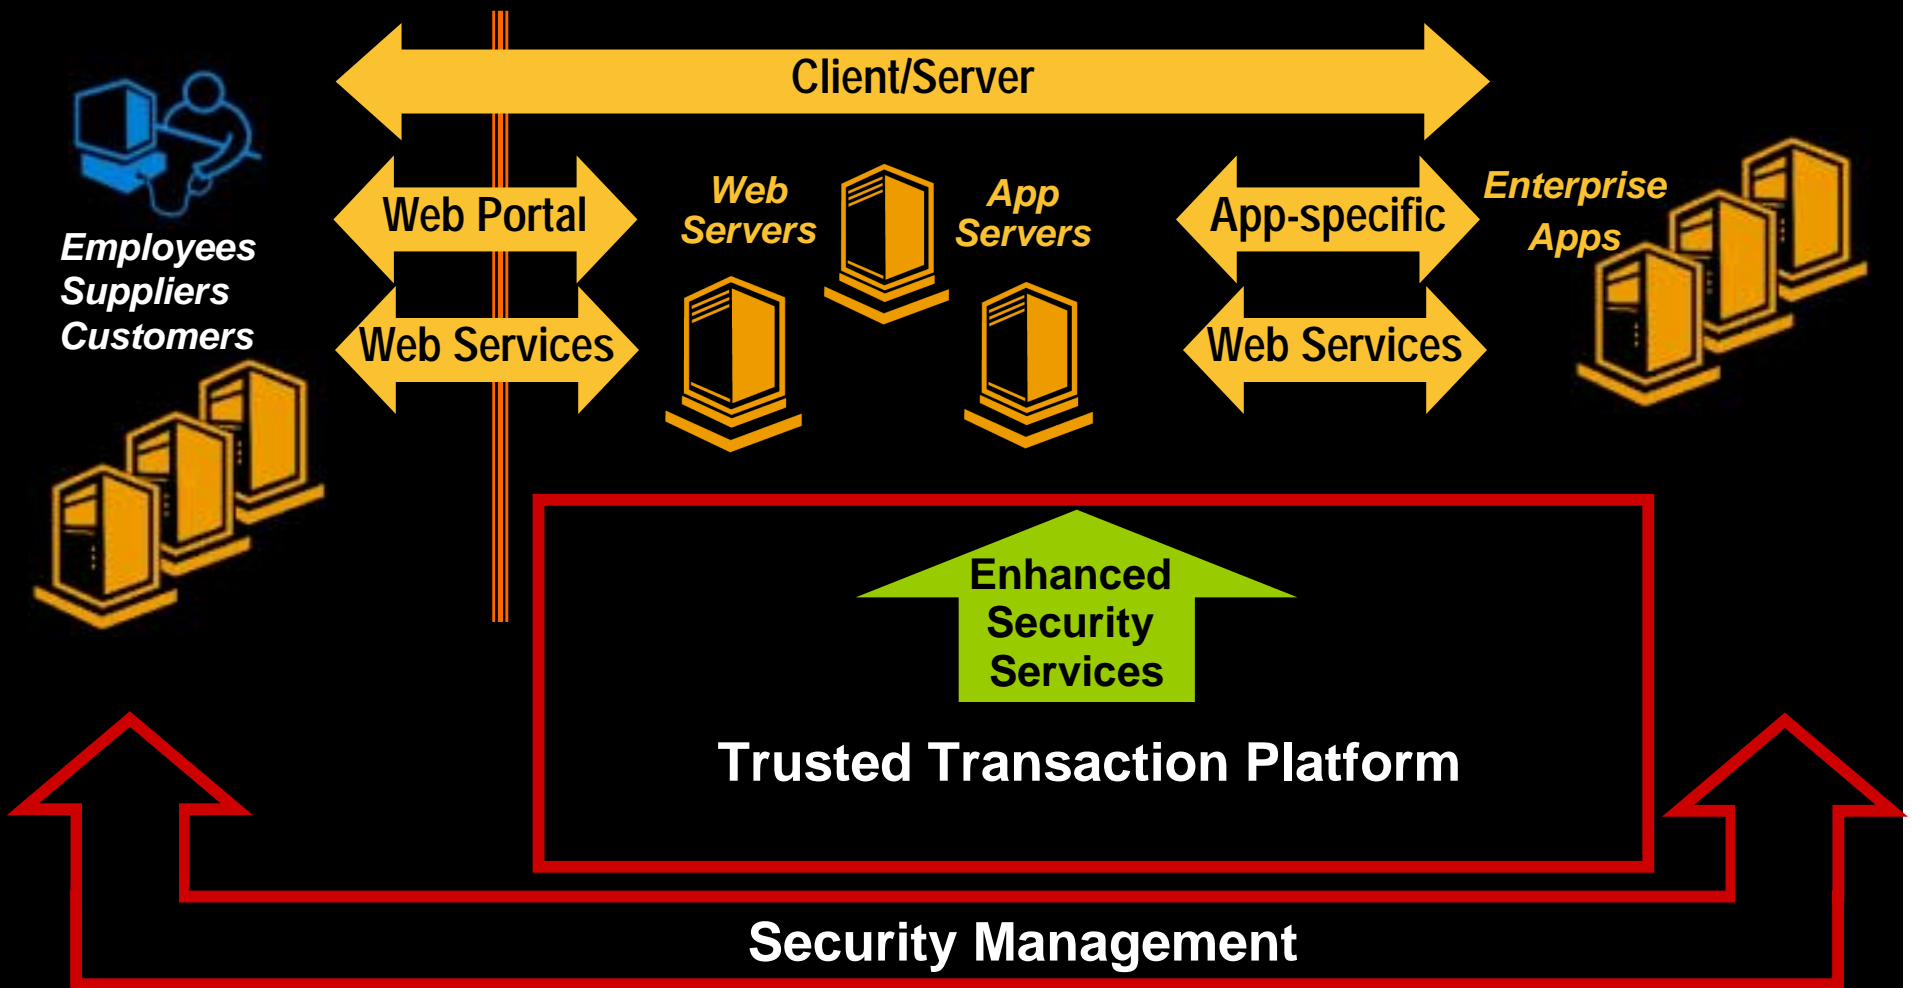 Client/Server
Employees
Suppliers
Customers
Web Portal
Web Services
Web
Servers
App
Servers
App-specific
Web Services
Enterprise
Apps
Enhanced
Security
Services
Trusted Transaction Platform
Security Management